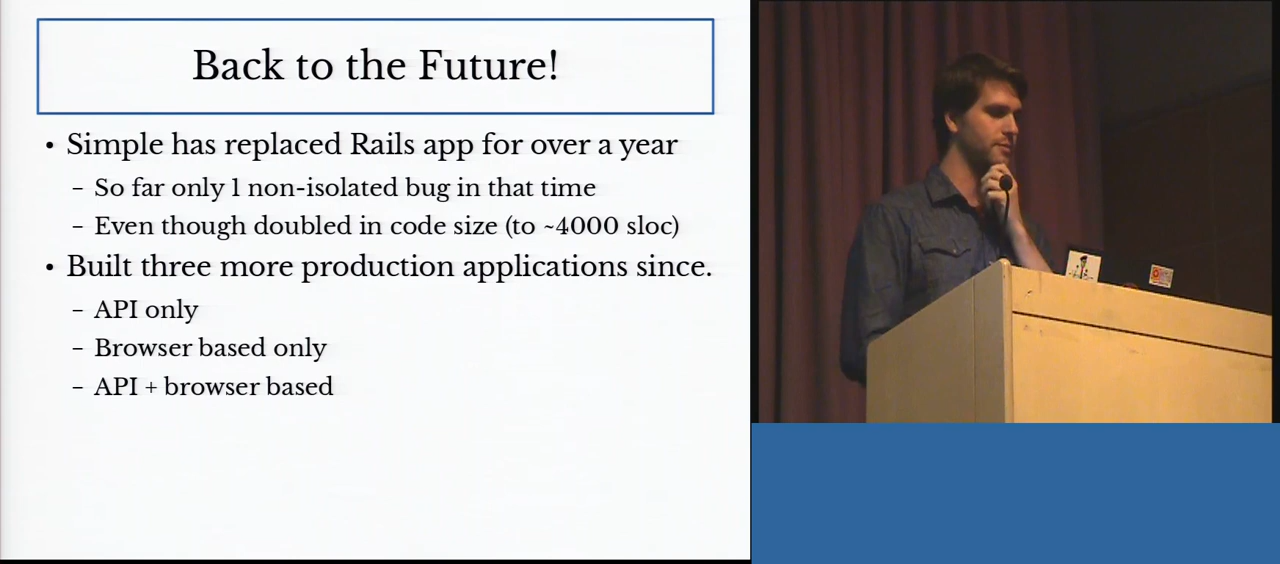 Back to the Future!
• Simple has replaced Rails app for over a year
– So far only 1 non-isolated bug in that time
– Even though doubled in code size (to ~4000 sloc)
• Built three more production applications since.
– API only
– Browser based only
– API + browser based